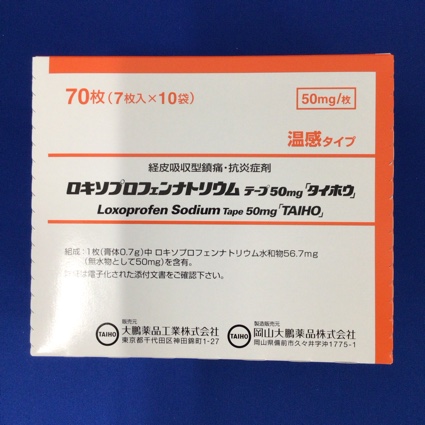 70枚(7枚入×10袋)
50mg/枚
温感タイプ
経皮吸収型鎮痛・抗炎症剤
ロキソプロフェンナトリウム テープ50mg「タイホウ」
Loxoprofen Sodium Tape 50mg「TAIHO」
組成:1枚(膏体0.7g)中 ロキソプロフェンナトリウム水和物56.7mg
(無水物として50mg)を含有。
は電子化された添付文書をご確認下さい。
TAIHO
販売元
大鵬薬品工業株式会社
東京都千代田区神田錦町1-27
TAIHO
製造販売元
岡山大鵬薬品株式会社
岡山県備前市久々井字沖1775-1